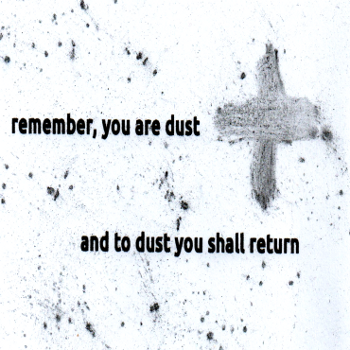 remember, you are dust
and to dust you shall return